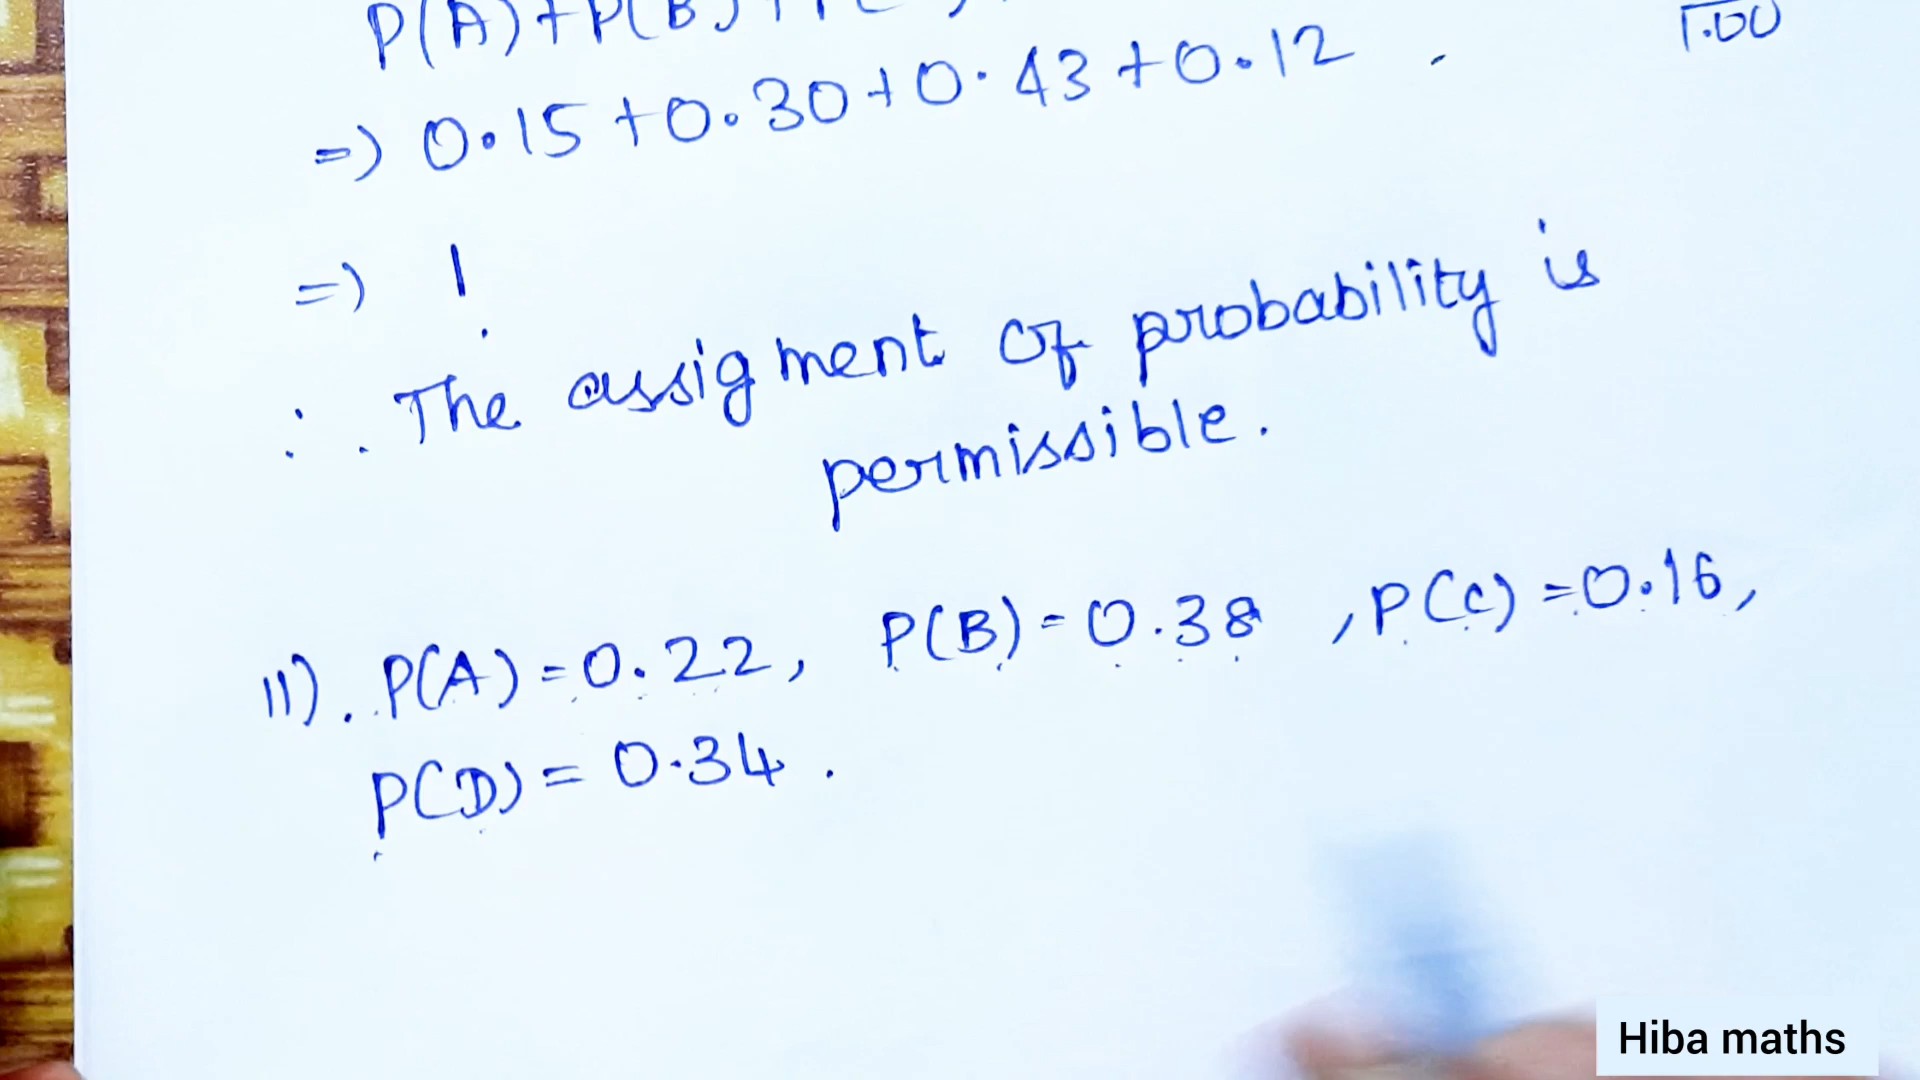 P(A)+P(B)+
1.00
=) 0.15+0.30+0.43+0.12
=) 1
∴ The assigment of probability is
permissible.
11). P(A)=0.22, P(B)=0.38 ,P(C)=0.16,
P(D)=0.34.
Hiba maths